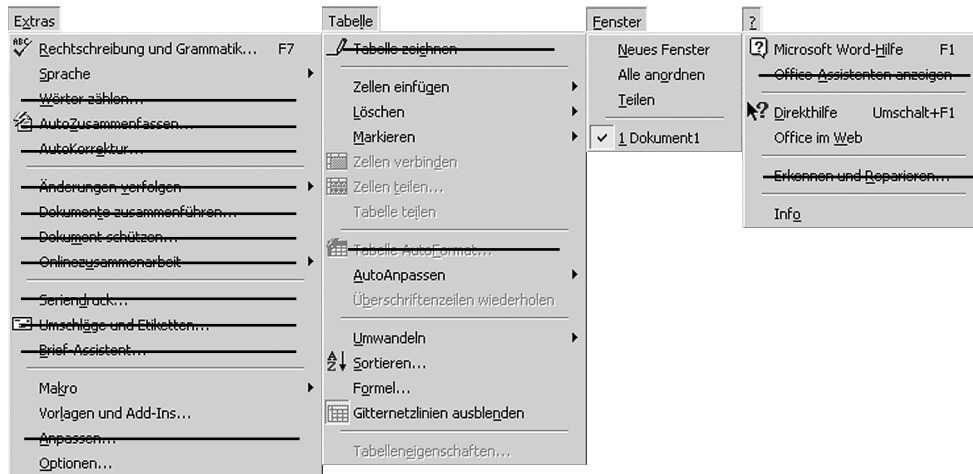 Extras
ABC Rechtschreibung und Grammatik... F7
Sprache
Wörter zählen...
AutoZusammenfassen...
AutoKorrektur...
Änderungen verfolgen
Dokumente zusammenführen...
Dokument schützen...
Onlinezusammenarbeit
Seriendruck...
Umschläge und Etiketten...
Brief-Assistent...
Makro
Vorlagen und Add-Ins...
Anpassen...
Optionen...
Tabelle
Tabelle zeichnen
Zellen einfügen
Löschen
Markieren
Zellen verbinden
Zellen teilen...
Tabelle teilen
Tabelle AutoFormat...
AutoAnpassen
Überschriftenzeilen wiederholen
Umwandeln
A Z Sortieren...
Formel...
Gitternetzlinien ausblenden
Tabelleneigenschaften...
Fenster
Neues Fenster
Alle anordnen
Teilen
1 Dokument1
?
? Microsoft Word-Hilfe F1
Office-Assistenten anzeigen
? Direkthilfe Umschalt+F1
Office im Web
Erkennen und Reparieren...
Info